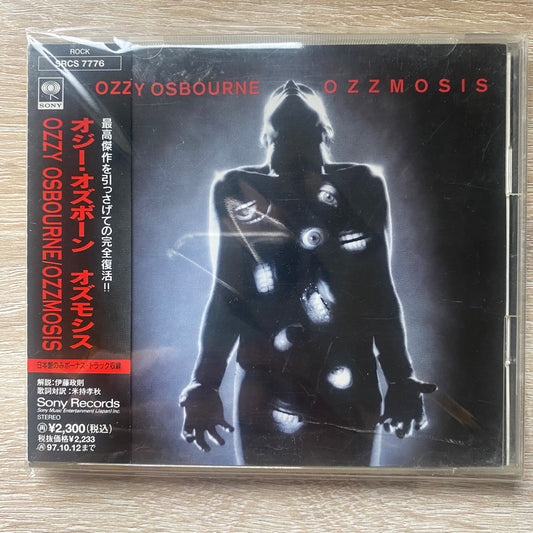 ROCK
SRCS 7776
SONY
OZZY OSBOURNE
OZZMOSIS
最高傑作を引っさげての完全復活!!
オジー・オズボーン オズモシス
OZZY OSBOURNE/OZZMOSIS
日本盤のみボーナス・トラック収録
解説:伊藤政則
歌詞対訳:米持孝秋
Sony Records
Sony Music Entertainment (Japan) Inc.
STEREO
再¥2,300(税込)
税抜価格¥2,233
再97.10.12まで